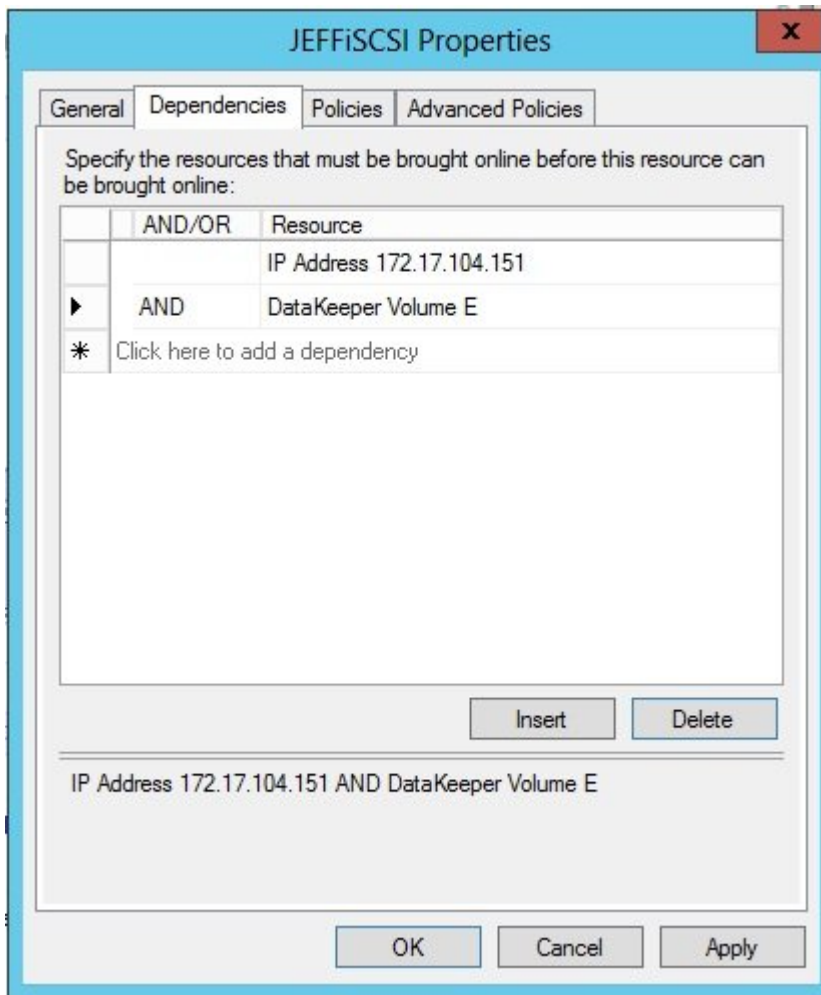 JEFFiSCSI Properties
x
General Dependencies Policies Advanced Policies
Specify the resources that must be brought online before this resource can
be brought online:
AND/OR Resource
IP Address 172.17.104.151
AND DataKeeper Volume E
Click here to add a dependency
Insert Delete
IP Address 172.17.104.151 AND DataKeeper Volume E
OK Cancel Apply